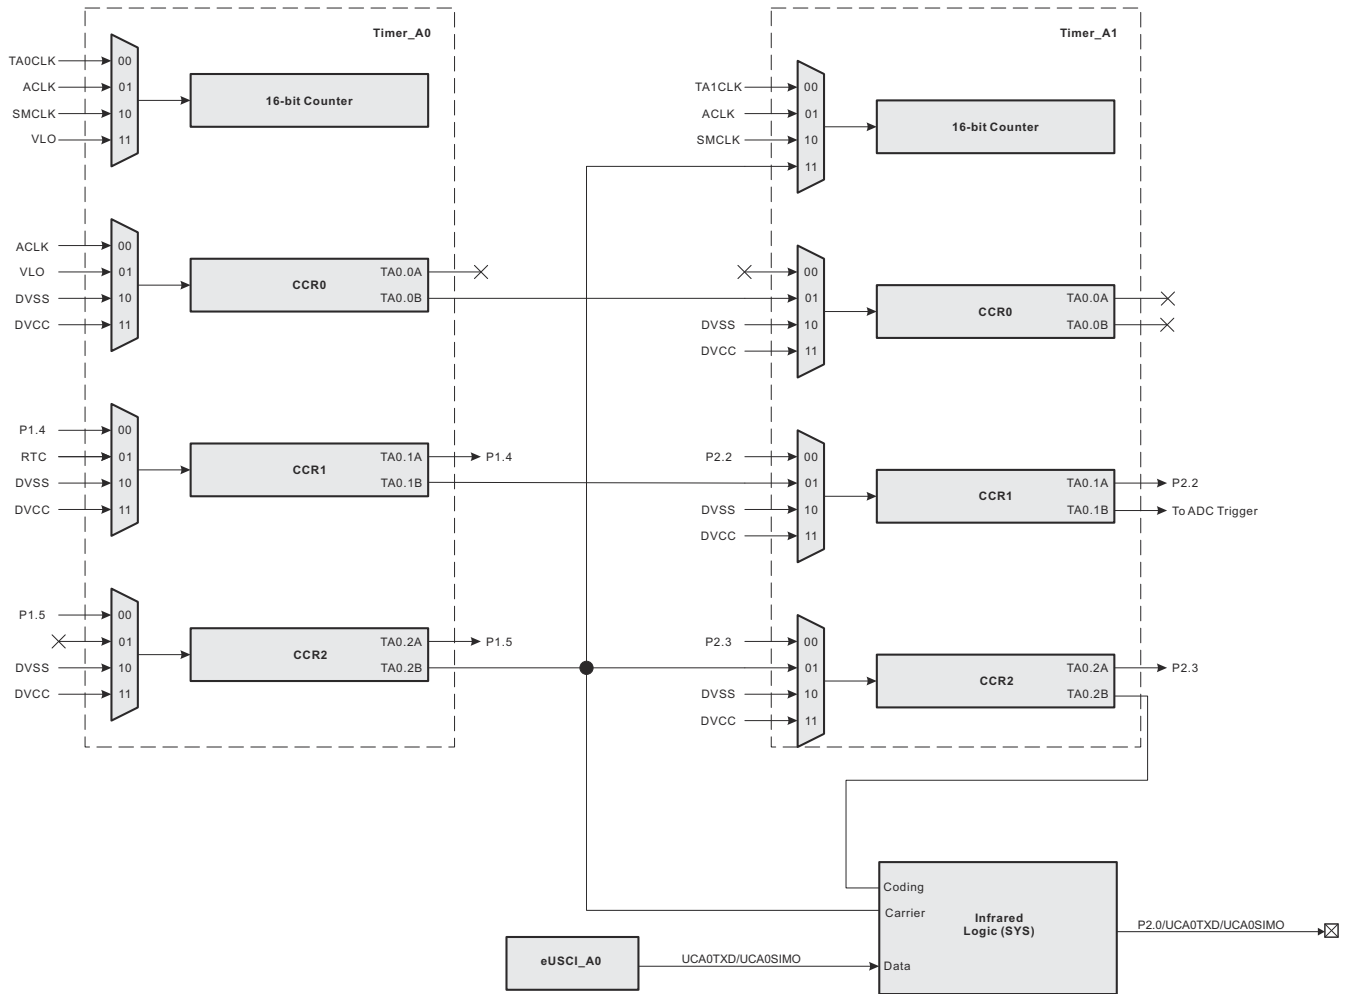 Timer_A0
TA0CLK 00
ACLK 01
SMCLK 10
VLO 11
16-bit Counter
ACLK 00
VLO 01
DVSS 10
DVCC 11
CCR0
TA0.0A
TA0.0B
P1.4 00
RTC 01
DVSS 10
DVCC 11
CCR1
TA0.1A P1.4
TA0.1B
P1.5 00
01
DVSS 10
DVCC 11
CCR2
TA0.2A P1.5
TA0.2B
Timer_A1
TA1CLK 00
ACLK 01
SMCLK 10
11
16-bit Counter
00
01
DVSS 10
DVCC 11
CCR0
TA0.0A
TA0.0B
P2.2 00
01
DVSS 10
DVCC 11
CCR1
TA0.1A P2.2
TA0.1B To ADC Trigger
P2.3 00
01
DVSS 10
DVCC 11
CCR2
TA0.2A P2.3
TA0.2B
Coding
Carrier
Data
Infrared
Logic (SYS)
P2.0/UCA0TXD/UCA0SIMO
eUSCI_A0
UCA0TXD/UCA0SIMO